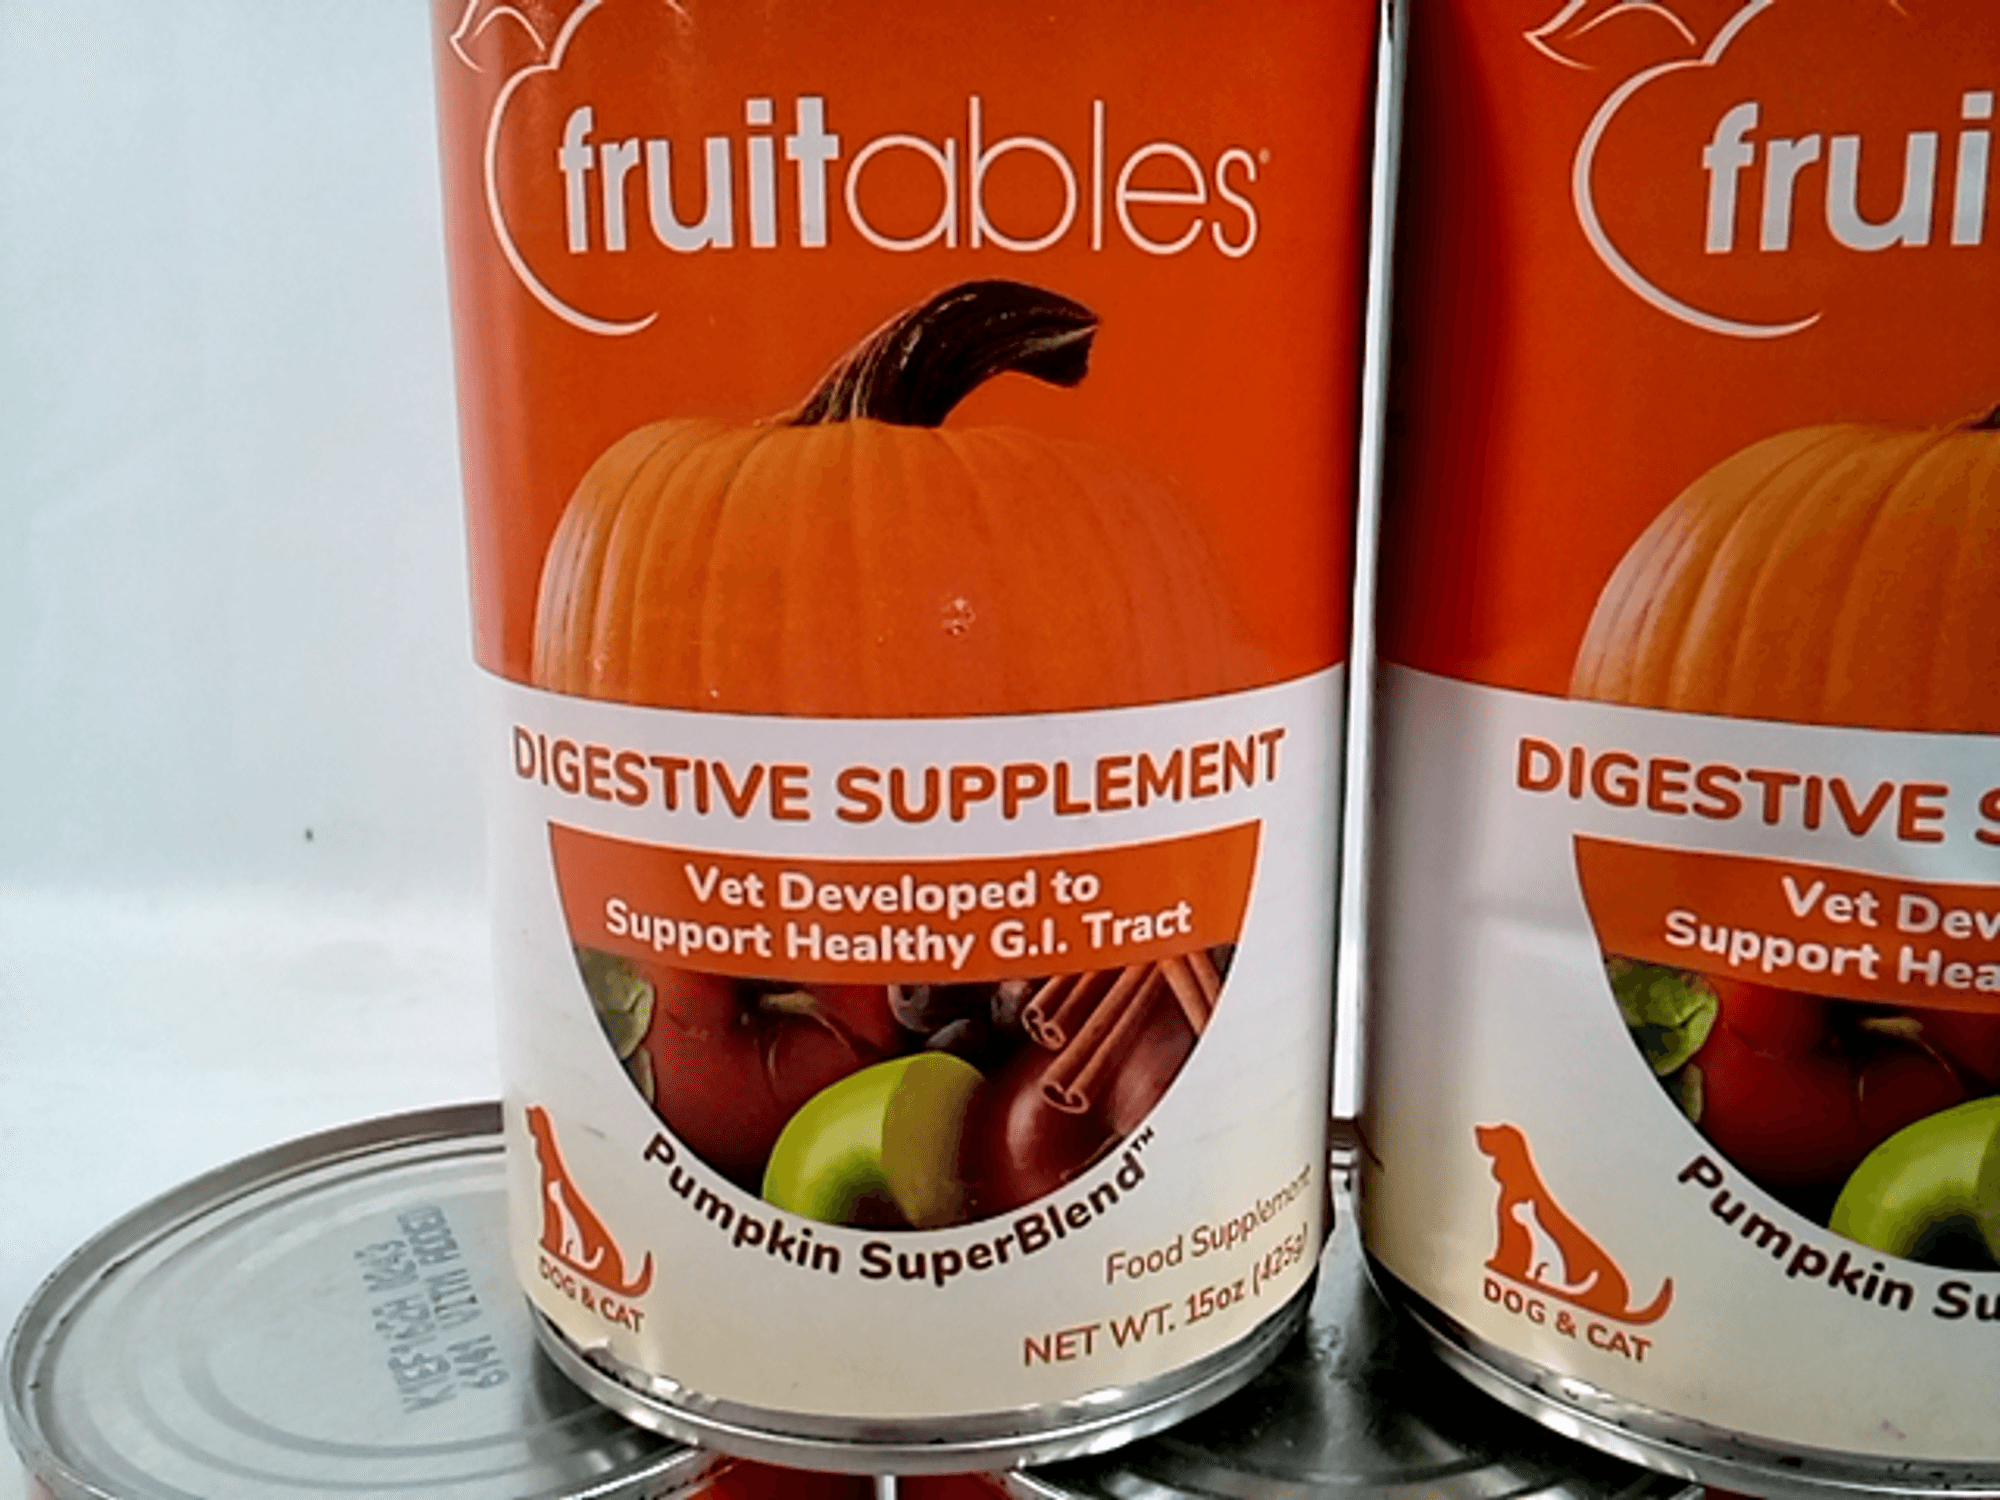 fruitables
DIGESTIVE SUPPLEMENT
Vet Developed to
Support Healthy G.I. Tract
Pumpkin SuperBlend™
DOG & CAT
Food Supplement
NET WT. 15oz (425g)
frui
DIGESTIVE S
Vet Dev
Support Hea
Pumpkin Su
DOG & CAT